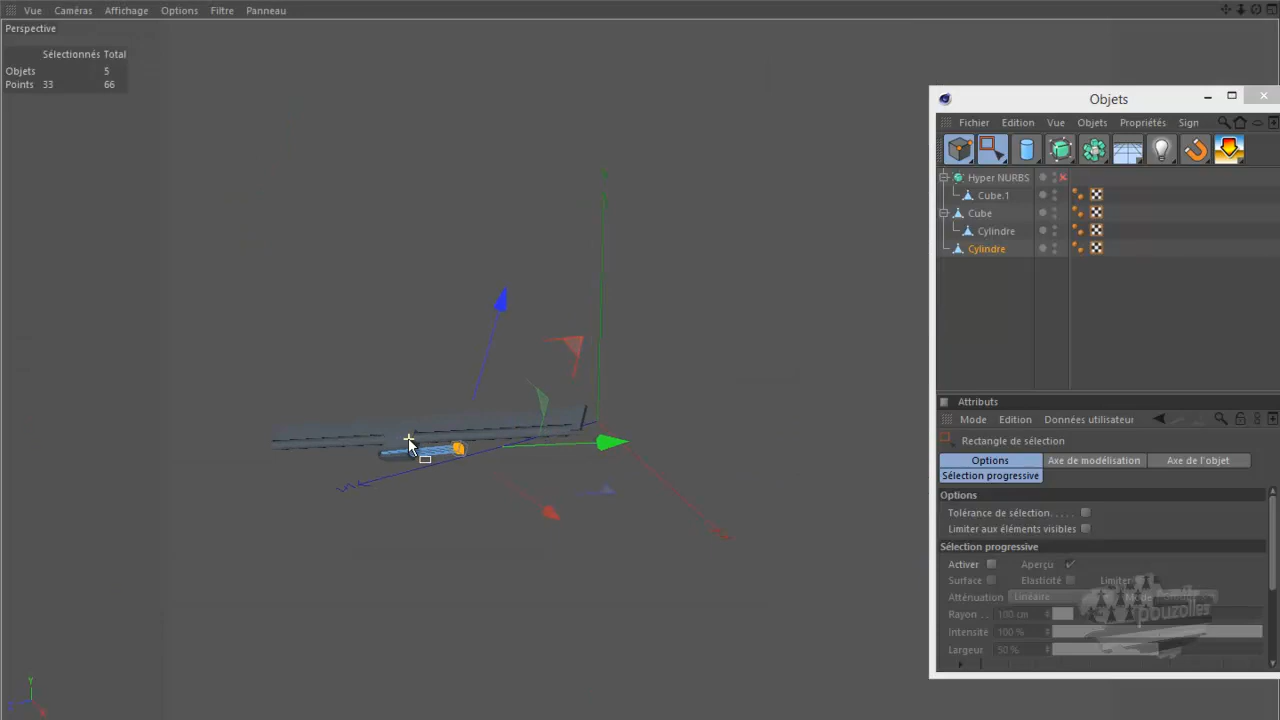 Vue Caméras Affichage Options Filtre Panneau
Perspective
Sélectionnés Total
Objets 5
Points 33 66
Objets
Fichier Edition Vue Objets Propriétés Sign
Hyper NURBS
Cube.1
Cube
Cylindre
Cylindre
Attributs
Mode Edition Données utilisateur
Rectangle de sélection
Options Axe de modélisation Axe de l'objet
Sélection progressive
Options
Tolérance de sélection. . . . .
Limiter aux éléments visibles
Sélection progressive
Activer Aperçu
Surface Elasticité Limiter
Atténuation Linéaire Mode
Rayon . . 100 cm
pouzolles
Intensité 100 %
Largeur 50 %
Y